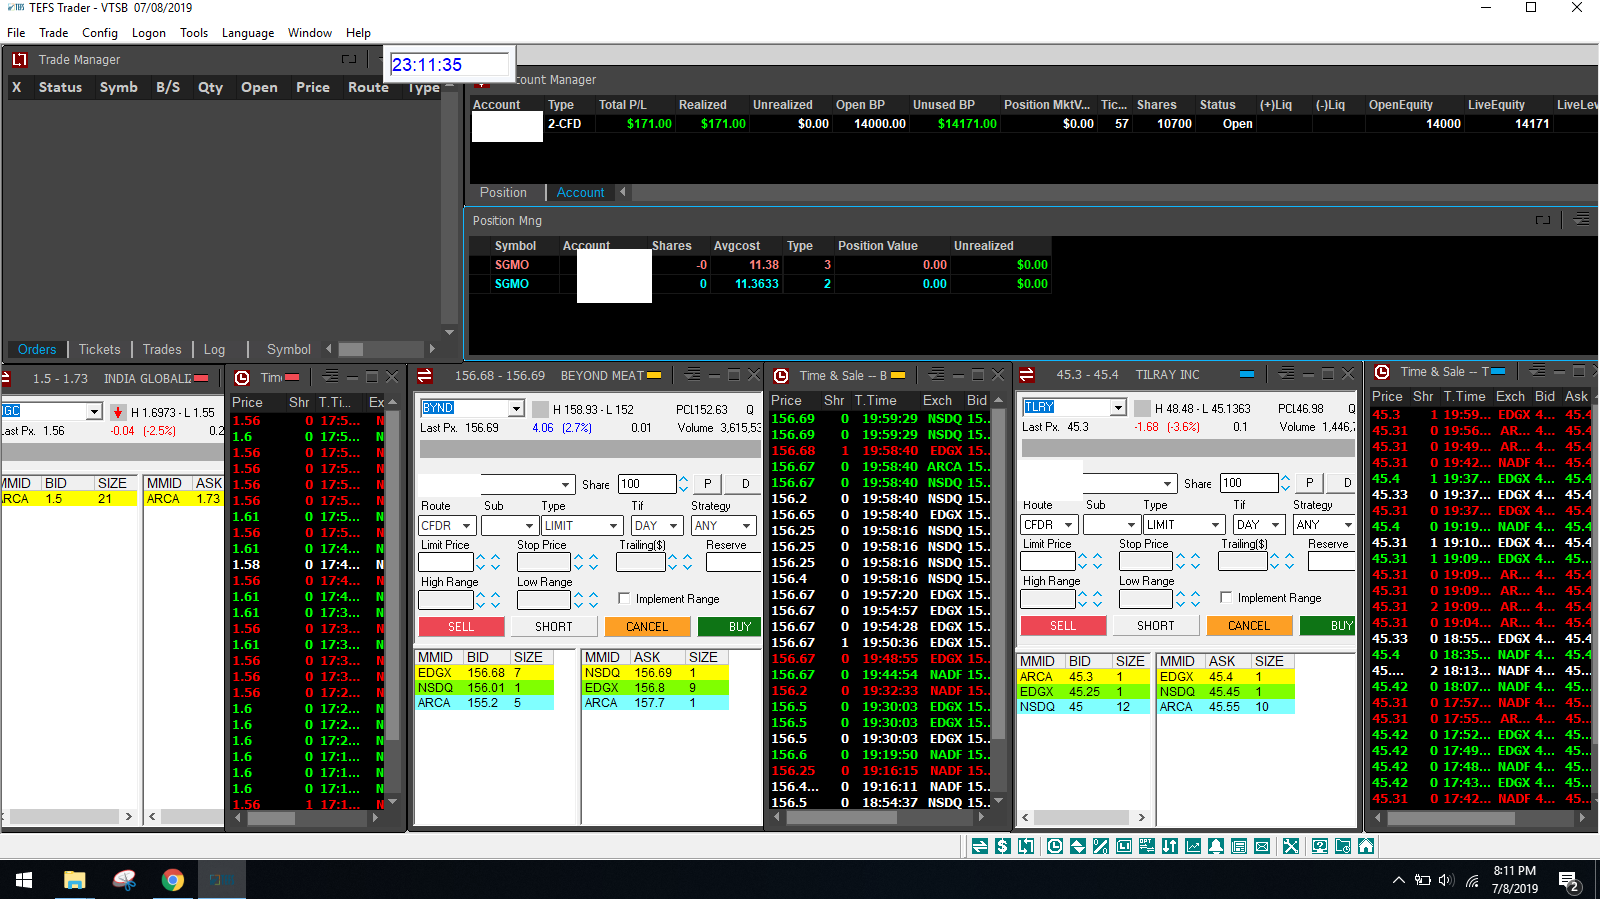 TEFS Trader - VTSB 07/08/2019
File Trade Config Logon Tools Language Window Help
Trade Manager
23:11:35
X Status Symb B/S Qty Open Price Route Type
count Manager
Account Type Total P/L Realized Unrealized Open BP Unused BP Position MktV... Tic... Shares Status (+)Liq (-)Liq OpenEquity LiveEquity LiveLev
2-CFD $171.00 $171.00 $0.00 14000.00 $14171.00 $0.00 57 10700 Open 14000 14171
Position Account
Position Mng
Symbol Account Shares Avgcost Type Position Value Unrealized
SGMO -0 11.38 3 0.00 $0.00
SGMO 0 11.3633 2 0.00 $0.00
Orders Tickets Trades Log Symbol
1.5 - 1.73 INDIA GLOBALIZ
H 1.6973 - L 1.55
Last Px. 1.56 -0.04 (-2.5%) 0.2
MMID BID SIZE MMID ASK
ARCA 1.5 21 ARCA 1.73
Price Shr T.Ti... Ex
1.56 0 17:5...
1.6 0 17:5... N
1.56 0 17:5... N
1.56 0 17:5... N
1.56 0 17:5... N
1.56 0 17:5... N
1.61 0 17:5... N
1.56 0 17:5... N
1.61 0 17:4... N
1.58 0 17:4... N
1.56 0 17:4... N
1.61 0 17:4... N
1.61 0 17:3... N
1.56 0 17:3... N
1.61 0 17:3... N
1.56 0 17:3... N
1.56 0 17:3... N
1.56 0 17:2... N
1.6 0 17:2... N
1.6 0 17:2... N
1.6 0 17:2... N
1.6 0 17:1... N
1.6 0 17:1... N
1.6 0 17:1... N
1.56 1 17:1... N
156.68 - 156.69 BEYOND MEAT
BYND H 158.93 - L 152 PCL152.63 Q
Last Px. 156.69 4.06 (2.7%) 0.01 Volume 3,615,53
Share 100 P D
Route Sub Type Tif Strategy
CFDR LIMIT DAY ANY
Limit Price Stop Price Trailing($) Reserve
High Range Low Range
Implement Range
SELL SHORT CANCEL BUY
MMID BID SIZE MMID ASK SIZE
EDGX 156.68 7 NSDQ 156.69 1
NSDQ 156.01 1 EDGX 156.8 9
ARCA 155.2 5 ARCA 157.7 1
Time & Sale -- B
Price Shr T.Time Exch Bid
156.69 0 19:59:29 NSDQ 15..
156.69 0 19:59:29 NSDQ 15..
156.68 1 19:58:40 EDGX 15..
156.67 0 19:58:40 ARCA 15..
156.67 0 19:58:40 NSDQ 15..
156.2 0 19:58:40 NSDQ 15..
156.65 0 19:58:40 EDGX 15..
156.25 0 19:58:16 NSDQ 15..
156.25 0 19:58:16 NSDQ 15..
156.25 0 19:58:16 NSDQ 15..
156.4 0 19:58:16 NSDQ 15..
156.67 0 19:57:20 EDGX 15..
156.67 0 19:54:57 EDGX 15..
156.67 0 19:54:28 EDGX 15..
156.67 1 19:50:36 EDGX 15..
156.67 0 19:48:55 EDGX 15..
156.67 0 19:44:54 NADF 15..
156.2 0 19:32:33 NADF 15..
156.5 0 19:30:03 EDGX 15..
156.5 0 19:30:03 EDGX 15..
156.5 0 19:30:03 EDGX 15..
156.6 0 19:19:50 NADF 15..
156.25 0 19:16:15 NADF 15..
156.4... 0 19:16:11 NADF 15..
156.5 0 18:54:37 NSDQ 15..
45.3 - 45.4 TILRAY INC
TLRY H 48.48 - L 45.1363 PCL46.98 Q
Last Px. 45.3 -1.68 (-3.6%) 0.1 Volume 1,446,7
Share 100 P D
Route Sub Type Tif Strategy
CFDR LIMIT DAY ANY
Limit Price Stop Price Trailing($) Reserve
High Range Low Range
Implement Range
SELL SHORT CANCEL BUY
MMID BID SIZE MMID ASK SIZE
ARCA 45.3 1 EDGX 45.4 1
EDGX 45.25 1 NSDQ 45.45 1
NSDQ 45 12 ARCA 45.55 10
Time & Sale -- T
Price Shr T.Time Exch Bid Ask
45.3 1 19:59... EDGX 4... 45.4
45.31 0 19:56... AR... 4... 45.4
45.31 0 19:49... AR... 4... 45.4
45.31 0 19:42... NADF 4... 45.4
45.4 1 19:37... EDGX 4... 45.4
45.33 0 19:37... EDGX 4... 45.4
45.31 0 19:37... EDGX 4... 45.4
45.4 0 19:19... NADF 4... 45.4
45.31 1 19:10... EDGX 4... 45.4
45.31 1 19:09... EDGX 4... 45.4
45.31 0 19:09... AR... 4... 45.4
45.31 0 19:09... AR... 4... 45.4
45.31 2 19:09... AR... 4... 45.4
45.31 0 19:04... AR... 4... 45.4
45.33 0 18:55... EDGX 4... 45.4
45.4 0 18:35... NADF 4... 45.4
45.... 2 18:13... NADF 4... 45...
45.42 0 18:07... NADF 4... 45...
45.31 0 17:57... NADF 4... 45...
45.31 0 17:55... AR... 4... 45...
45.42 0 17:52... EDGX 4... 45...
45.42 0 17:49... EDGX 4... 45...
45.42 0 17:48... NADF 4... 45...
45.42 0 17:43... EDGX 4... 45...
45.31 0 17:42... NADF 4... 45...
8:11 PM
7/8/2019
2